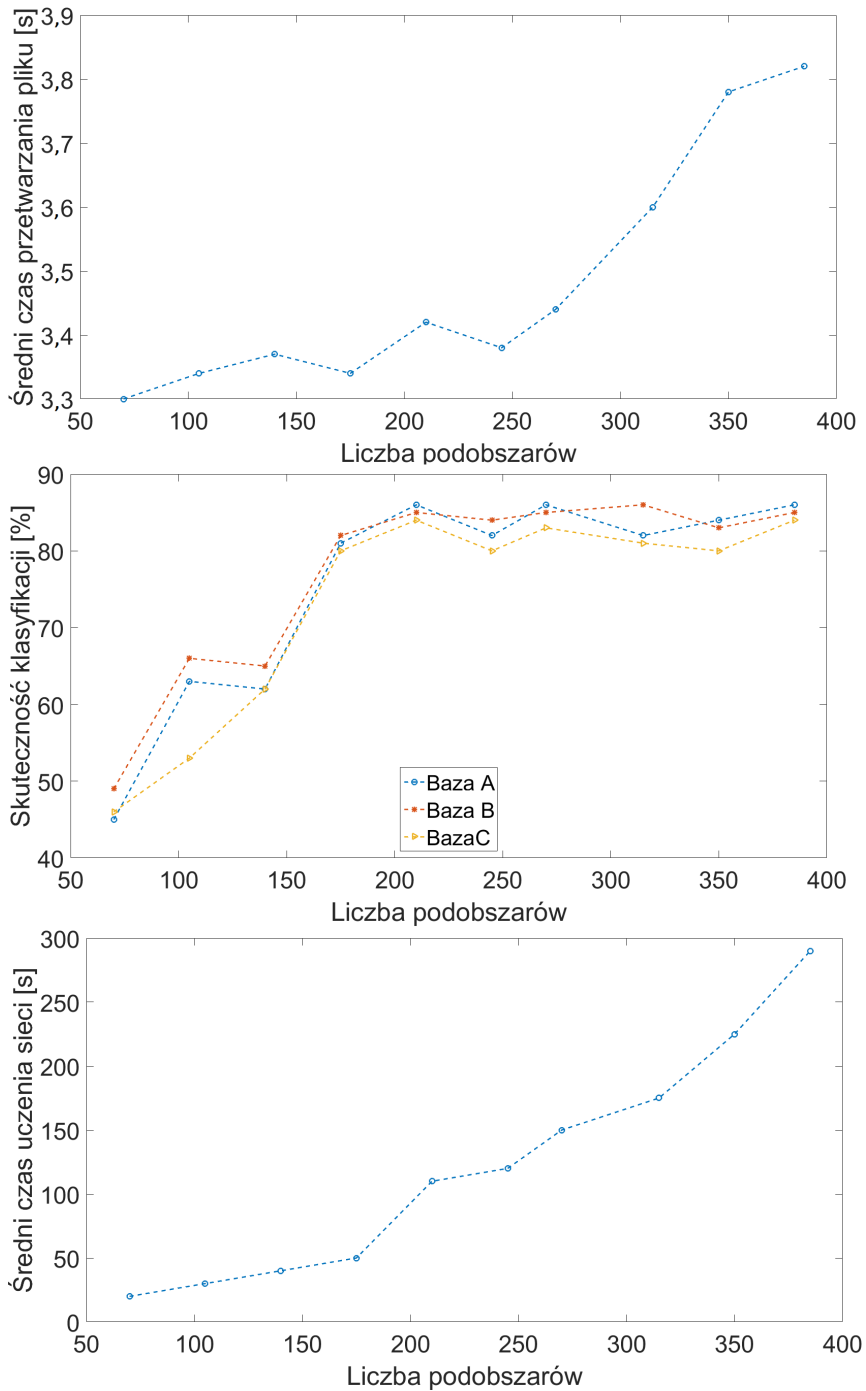 Średni czas przetwarzania pliku [s]
3,9
3,8
3,7
3,6
3,5
3,4
3,3
50 100 150 200 250 300 350 400
Liczba podobszarów
Skuteczność klasyfikacji [%]
90
80
70
60
50
40
Baza A
Baza B
BazaC
50 100 150 200 250 300 350 400
Liczba podobszarów
Średni czas uczenia sieci [s]
300
250
200
150
100
50
0
50 100 150 200 250 300 350 400
Liczba podobszarów